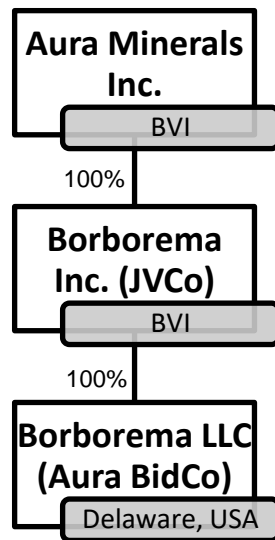 Aura Minerals
Inc.
BVI
100%
Borborema
Inc. (JVCo)
BVI
100%
Borborema LLC
(Aura BidCo)
Delaware, USA